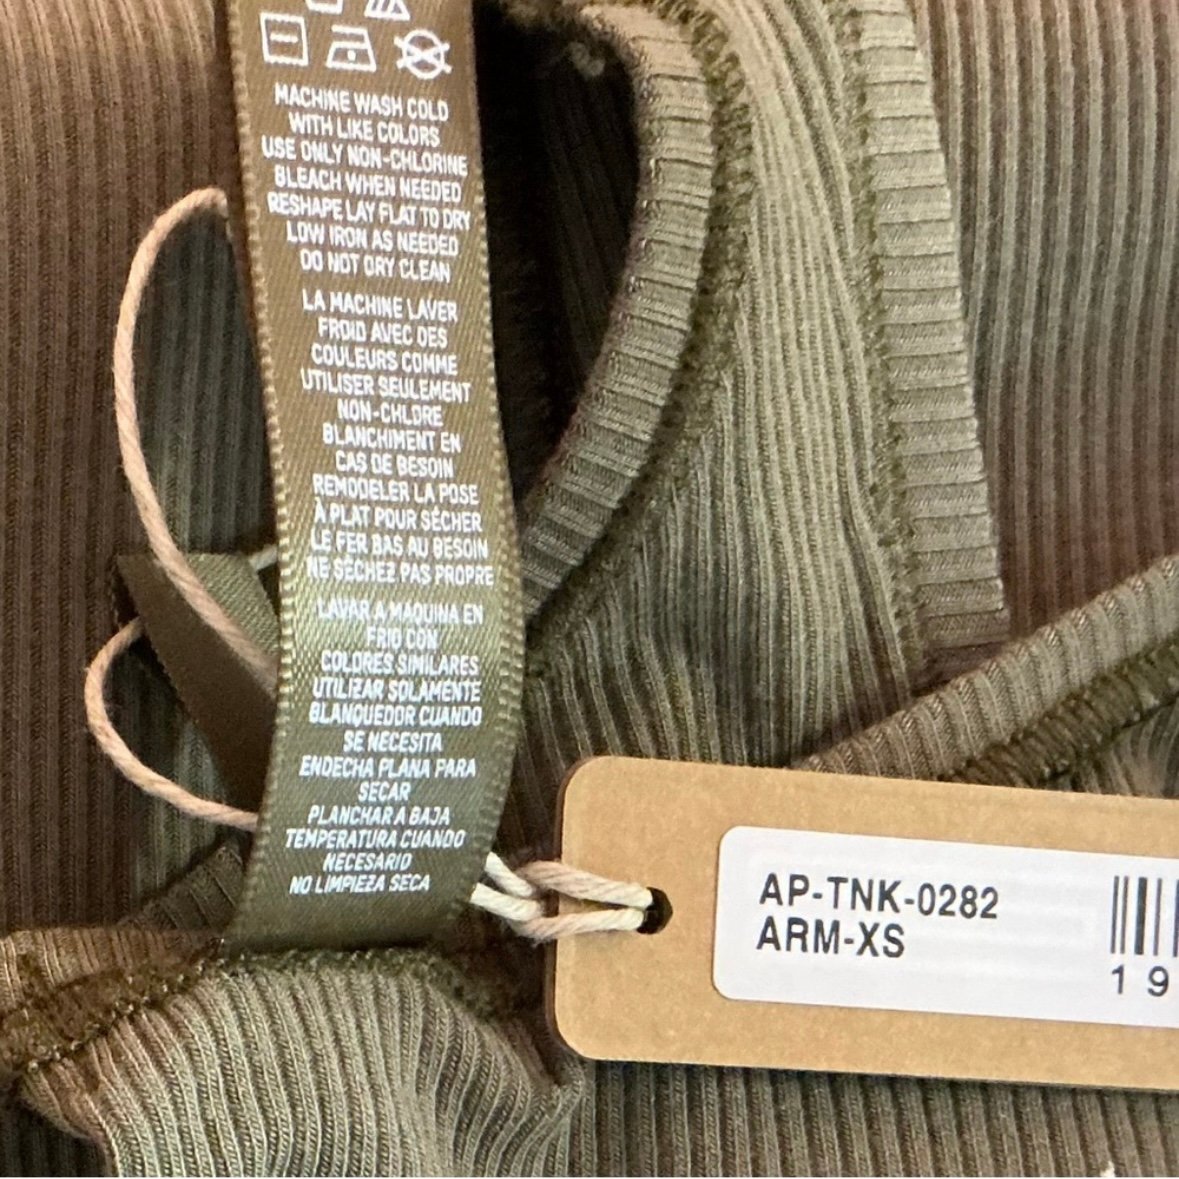 MACHINE WASH COLD
WITH LIKE COLORS
USE ONLY NON-CHLORINE
BLEACH WHEN NEEDED
RESHAPE LAY FLAT TO DRY
LOW IRON AS NEEDED
DO NOT DRY CLEAN
LA MACHINE LAVER
FROID AVEC DES
COULEURS COMME
UTILISER SEULEMENT
NON-CHLORE
BLANCHIMENT EN
CAS DE BESOIN
REMODELER LA POSE
À PLAT POUR SÉCHER
LE FER BAS AU BESOIN
NE SÉCHEZ PAS PROPRE
LAVAR A MAQUINA EN
FRIO CON
COLORES SIMILARES
UTILIZAR SOLAMENTE
BLANQUEDOR CUANDO
SE NECESITA
ENDECHA PLANA PARA
SECAR
PLANCHAR A BAJA
TEMPERATURA CUANDO
NECESARIO
NO LIMPIEZA SECA
AP-TNK-0282
ARM-XS
19